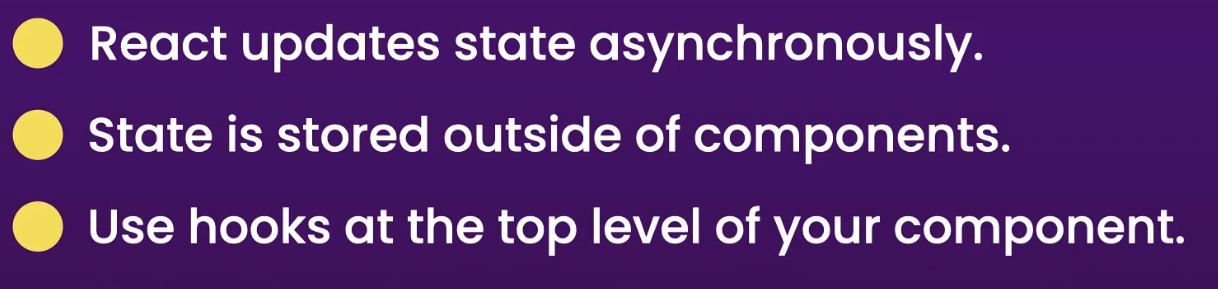 React updates state asynchronously.
State is stored outside of components.
Use hooks at the top level of your component.